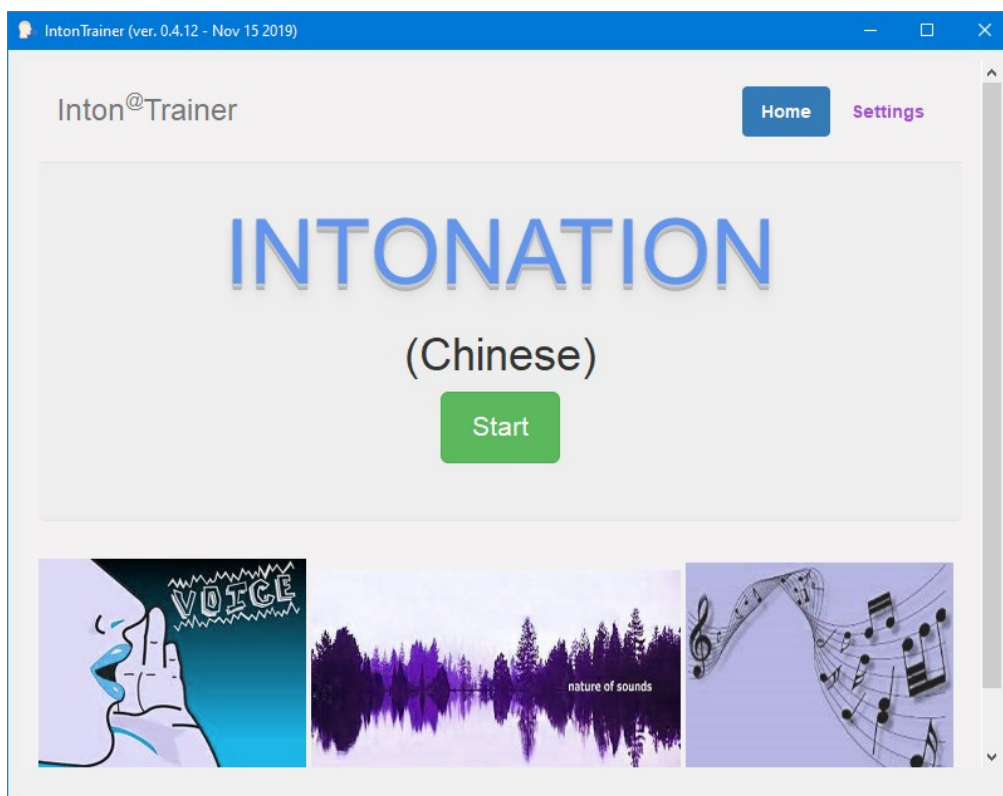 IntonTrainer (ver. 0.4.12 - Nov 15 2019)
Inton@Trainer
Home
Settings
INTONATION
(Chinese)
Start
VOICE
nature of sounds